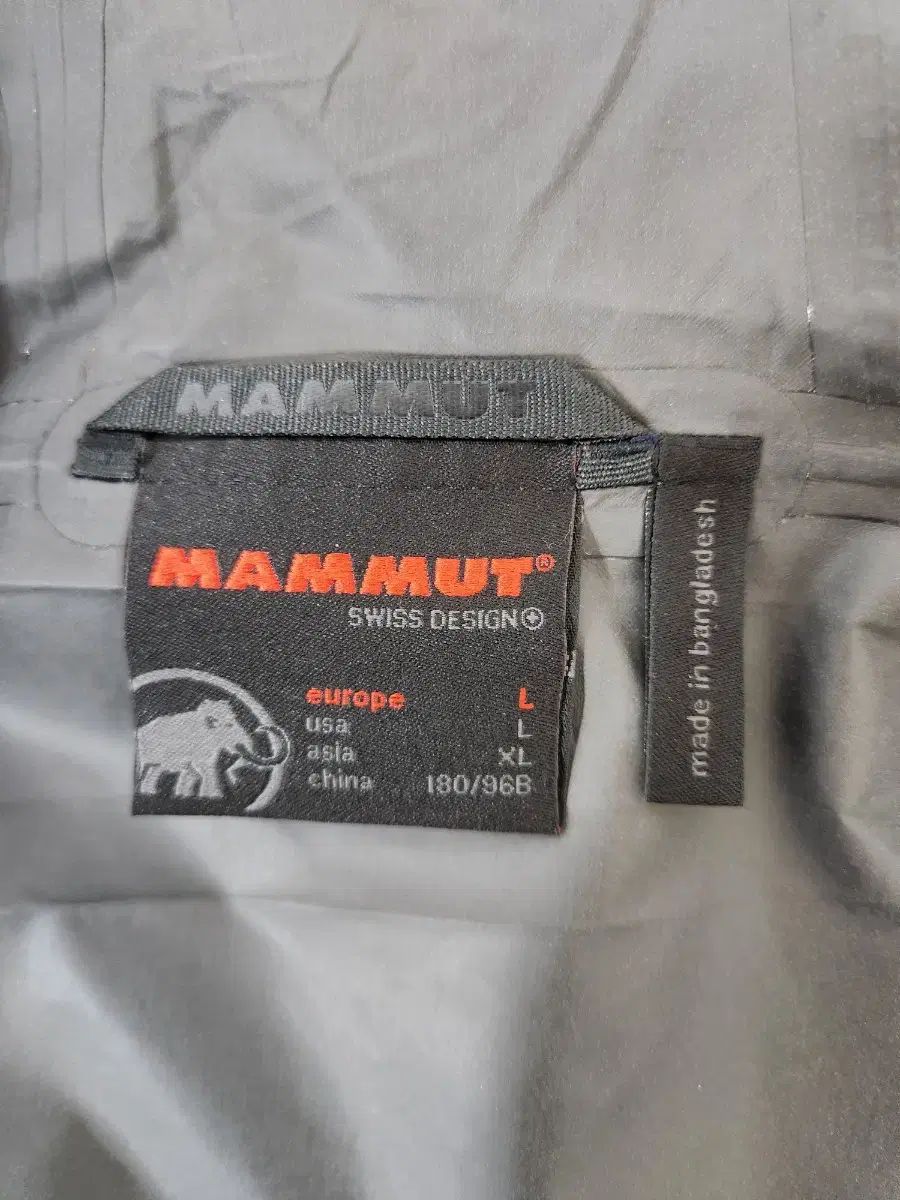 MAMMUT
MAMMUT®
SWISS DESIGN
europe L
usa L
asia XL
china 180/96B
made in bangladesh